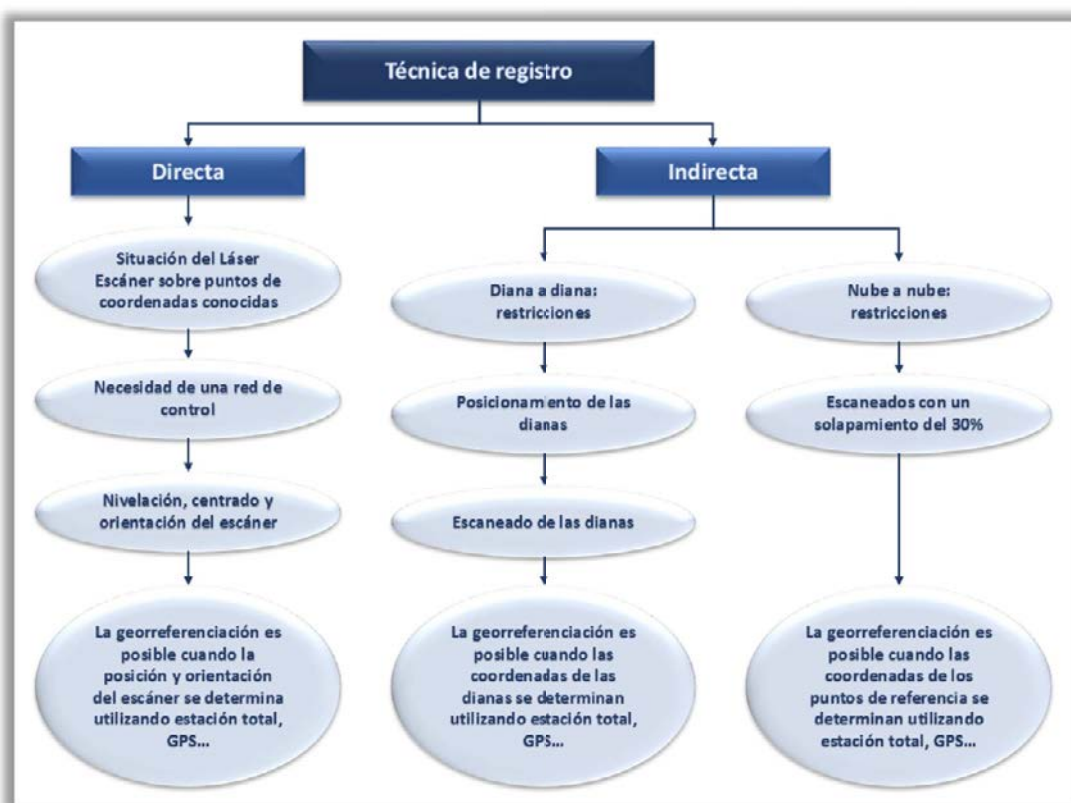 Técnica de registro
Directa
Situación del Láser
Escáner sobre puntos de
coordenadas conocidas
Necesidad de una red de
control
Nivelación, centrado y
orientación del escáner
La georreferenciación es
posible cuando la
posición y orientación
del escáner se determina
utilizando estación total,
GPS...
Indirecta
Diana a diana:
restricciones
Posicionamiento de las
dianas
Escaneado de las dianas
La georreferenciación es
posible cuando las
coordenadas de las
dianas se determinan
utilizando estación total,
GPS...
Nube a nube:
restricciones
Escaneados con un
solapamiento del 30%
La georreferenciación es
posible cuando las
coordenadas de los
puntos de referencia se
determinan utilizando
estación total, GPS...